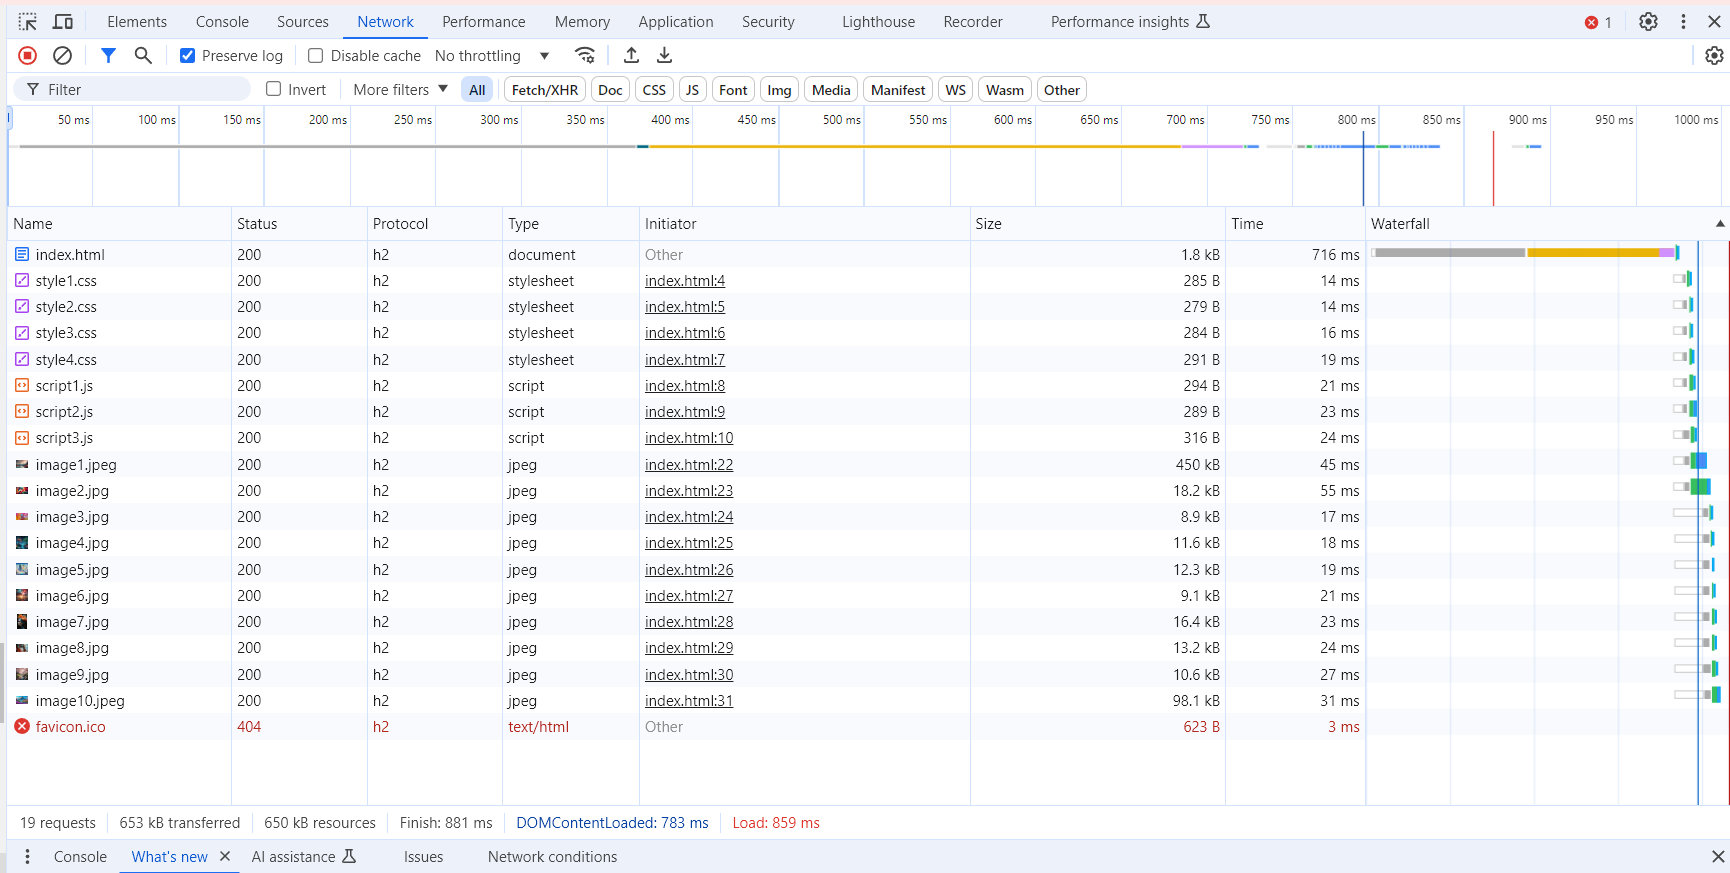 Elements Console Sources Network Performance Memory Application Security Lighthouse Recorder Performance insights 1
Preserve log Disable cache No throttling
Filter Invert More filters All Fetch/XHR Doc CSS JS Font Img Media Manifest WS Wasm Other
50 ms 100 ms 150 ms 200 ms 250 ms 300 ms 350 ms 400 ms 450 ms 500 ms 550 ms 600 ms 650 ms 700 ms 750 ms 800 ms 850 ms 900 ms 950 ms 1000 ms
Name Status Protocol Type Initiator Size Time Waterfall
index.html 200 h2 document Other 1.8 kB 716 ms
style1.css 200 h2 stylesheet index.html:4 285 B 14 ms
style2.css 200 h2 stylesheet index.html:5 279 B 14 ms
style3.css 200 h2 stylesheet index.html:6 284 B 16 ms
style4.css 200 h2 stylesheet index.html:7 291 B 19 ms
script1.js 200 h2 script index.html:8 294 B 21 ms
script2.js 200 h2 script index.html:9 289 B 23 ms
script3.js 200 h2 script index.html:10 316 B 24 ms
image1.jpeg 200 h2 jpeg index.html:22 450 kB 45 ms
image2.jpg 200 h2 jpeg index.html:23 18.2 kB 55 ms
image3.jpg 200 h2 jpeg index.html:24 8.9 kB 17 ms
image4.jpg 200 h2 jpeg index.html:25 11.6 kB 18 ms
image5.jpg 200 h2 jpeg index.html:26 12.3 kB 19 ms
image6.jpg 200 h2 jpeg index.html:27 9.1 kB 21 ms
image7.jpg 200 h2 jpeg index.html:28 16.4 kB 23 ms
image8.jpg 200 h2 jpeg index.html:29 13.2 kB 24 ms
image9.jpg 200 h2 jpeg index.html:30 10.6 kB 27 ms
image10.jpeg 200 h2 jpeg index.html:31 98.1 kB 31 ms
favicon.ico 404 h2 text/html Other 623 B 3 ms
19 requests 653 kB transferred 650 kB resources Finish: 881 ms DOMContentLoaded: 783 ms Load: 859 ms
Console What's new AI assistance Issues Network conditions